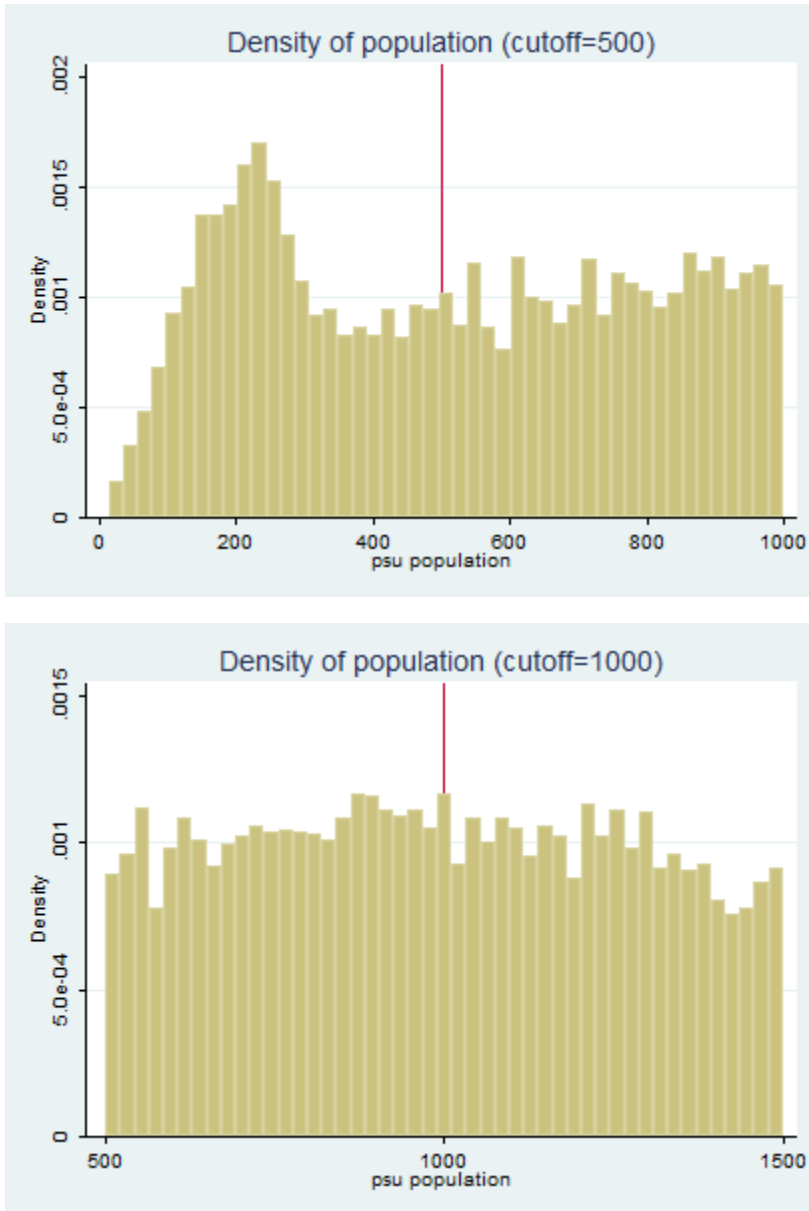 Density of population (cutoff=500)
.002
.0015
.001
5.0e-04
0
Density
0 200 400 600 800 1000
psu population
Density of population (cutoff=1000)
.0015
.001
5.0e-04
0
Density
500 1000 1500
psu population